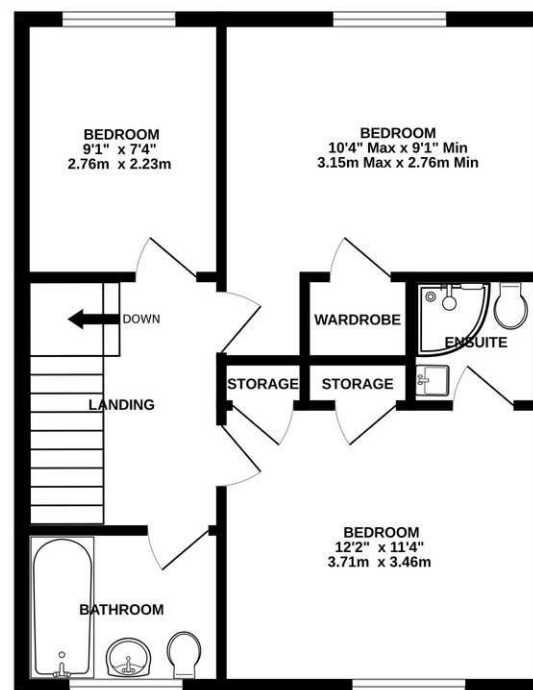 BEDROOM
9'1" x 7'4"
2.76m x 2.23m
BEDROOM
10'4" Max x 9'1" Min
3.15m Max x 2.76m Min
DOWN
WARDROBE
ENSUITE
STORAGE
STORAGE
LANDING
BEDROOM
12'2" x 11'4"
3.71m x 3.46m
BATHROOM